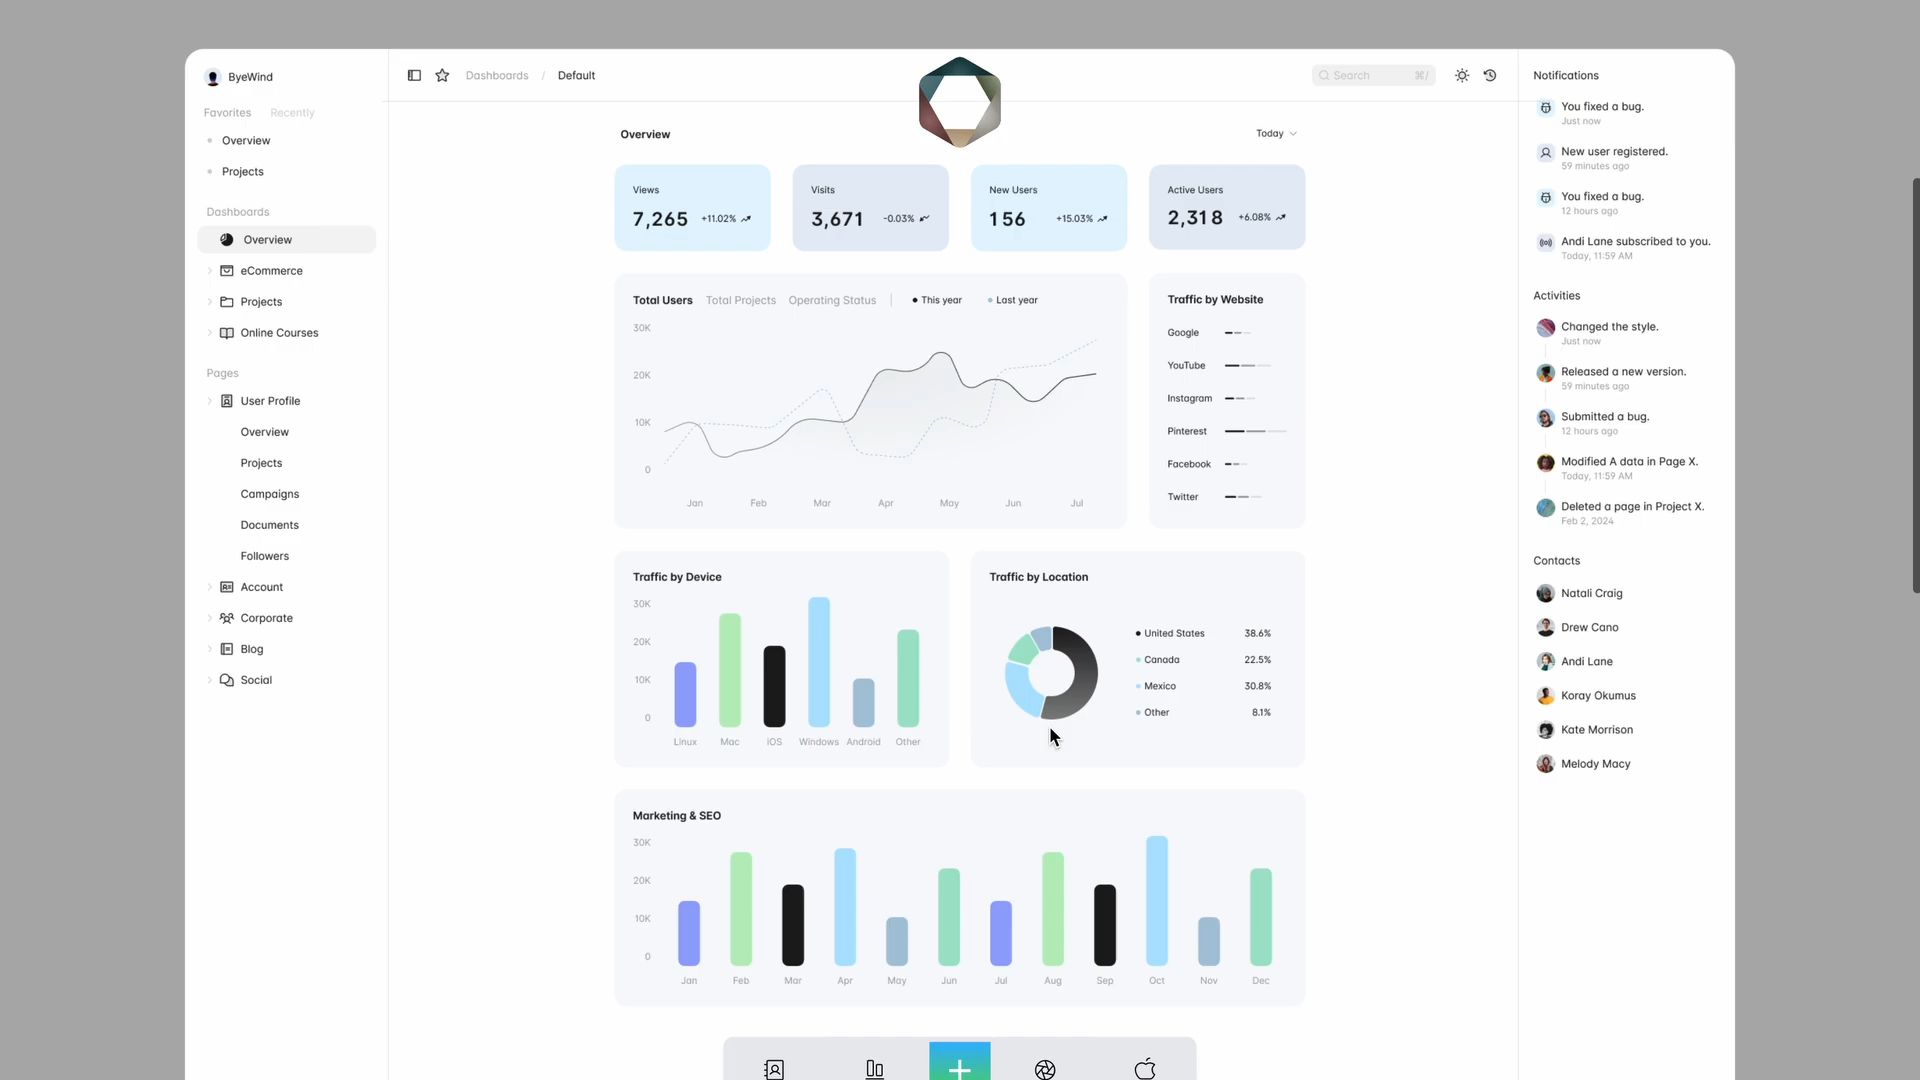 ByeWind
Favorites Recently
Overview
Projects
Dashboards
Overview
eCommerce
Projects
Online Courses
Pages
User Profile
Overview
Projects
Campaigns
Documents
Followers
Account
Corporate
Blog
Social
Dashboards / Default
Search ⌘/
Overview
Today
Views
7,265 +11.02%
Visits
3,671 -0.03%
New Users
156 +15.03%
Active Users
2,318 +6.08%
Total Users Total Projects Operating Status This year Last year
30K
20K
10K
0
Jan Feb Mar Apr May Jun Jul
Traffic by Website
Google
YouTube
Instagram
Pinterest
Facebook
Twitter
Traffic by Device
30K
20K
10K
0
Linux Mac iOS Windows Android Other
Traffic by Location
United States 38.6%
Canada 22.5%
Mexico 30.8%
Other 8.1%
Marketing & SEO
30K
20K
10K
0
Jan Feb Mar Apr May Jun Jul Aug Sep Oct Nov Dec
Notifications
You fixed a bug.
Just now
New user registered.
59 minutes ago
You fixed a bug.
12 hours ago
Andi Lane subscribed to you.
Today, 11:59 AM
Activities
Changed the style.
Just now
Released a new version.
59 minutes ago
Submitted a bug.
12 hours ago
Modified A data in Page X.
Today, 11:59 AM
Deleted a page in Project X.
Feb 2, 2024
Contacts
Natali Craig
Drew Cano
Andi Lane
Koray Okumus
Kate Morrison
Melody Macy